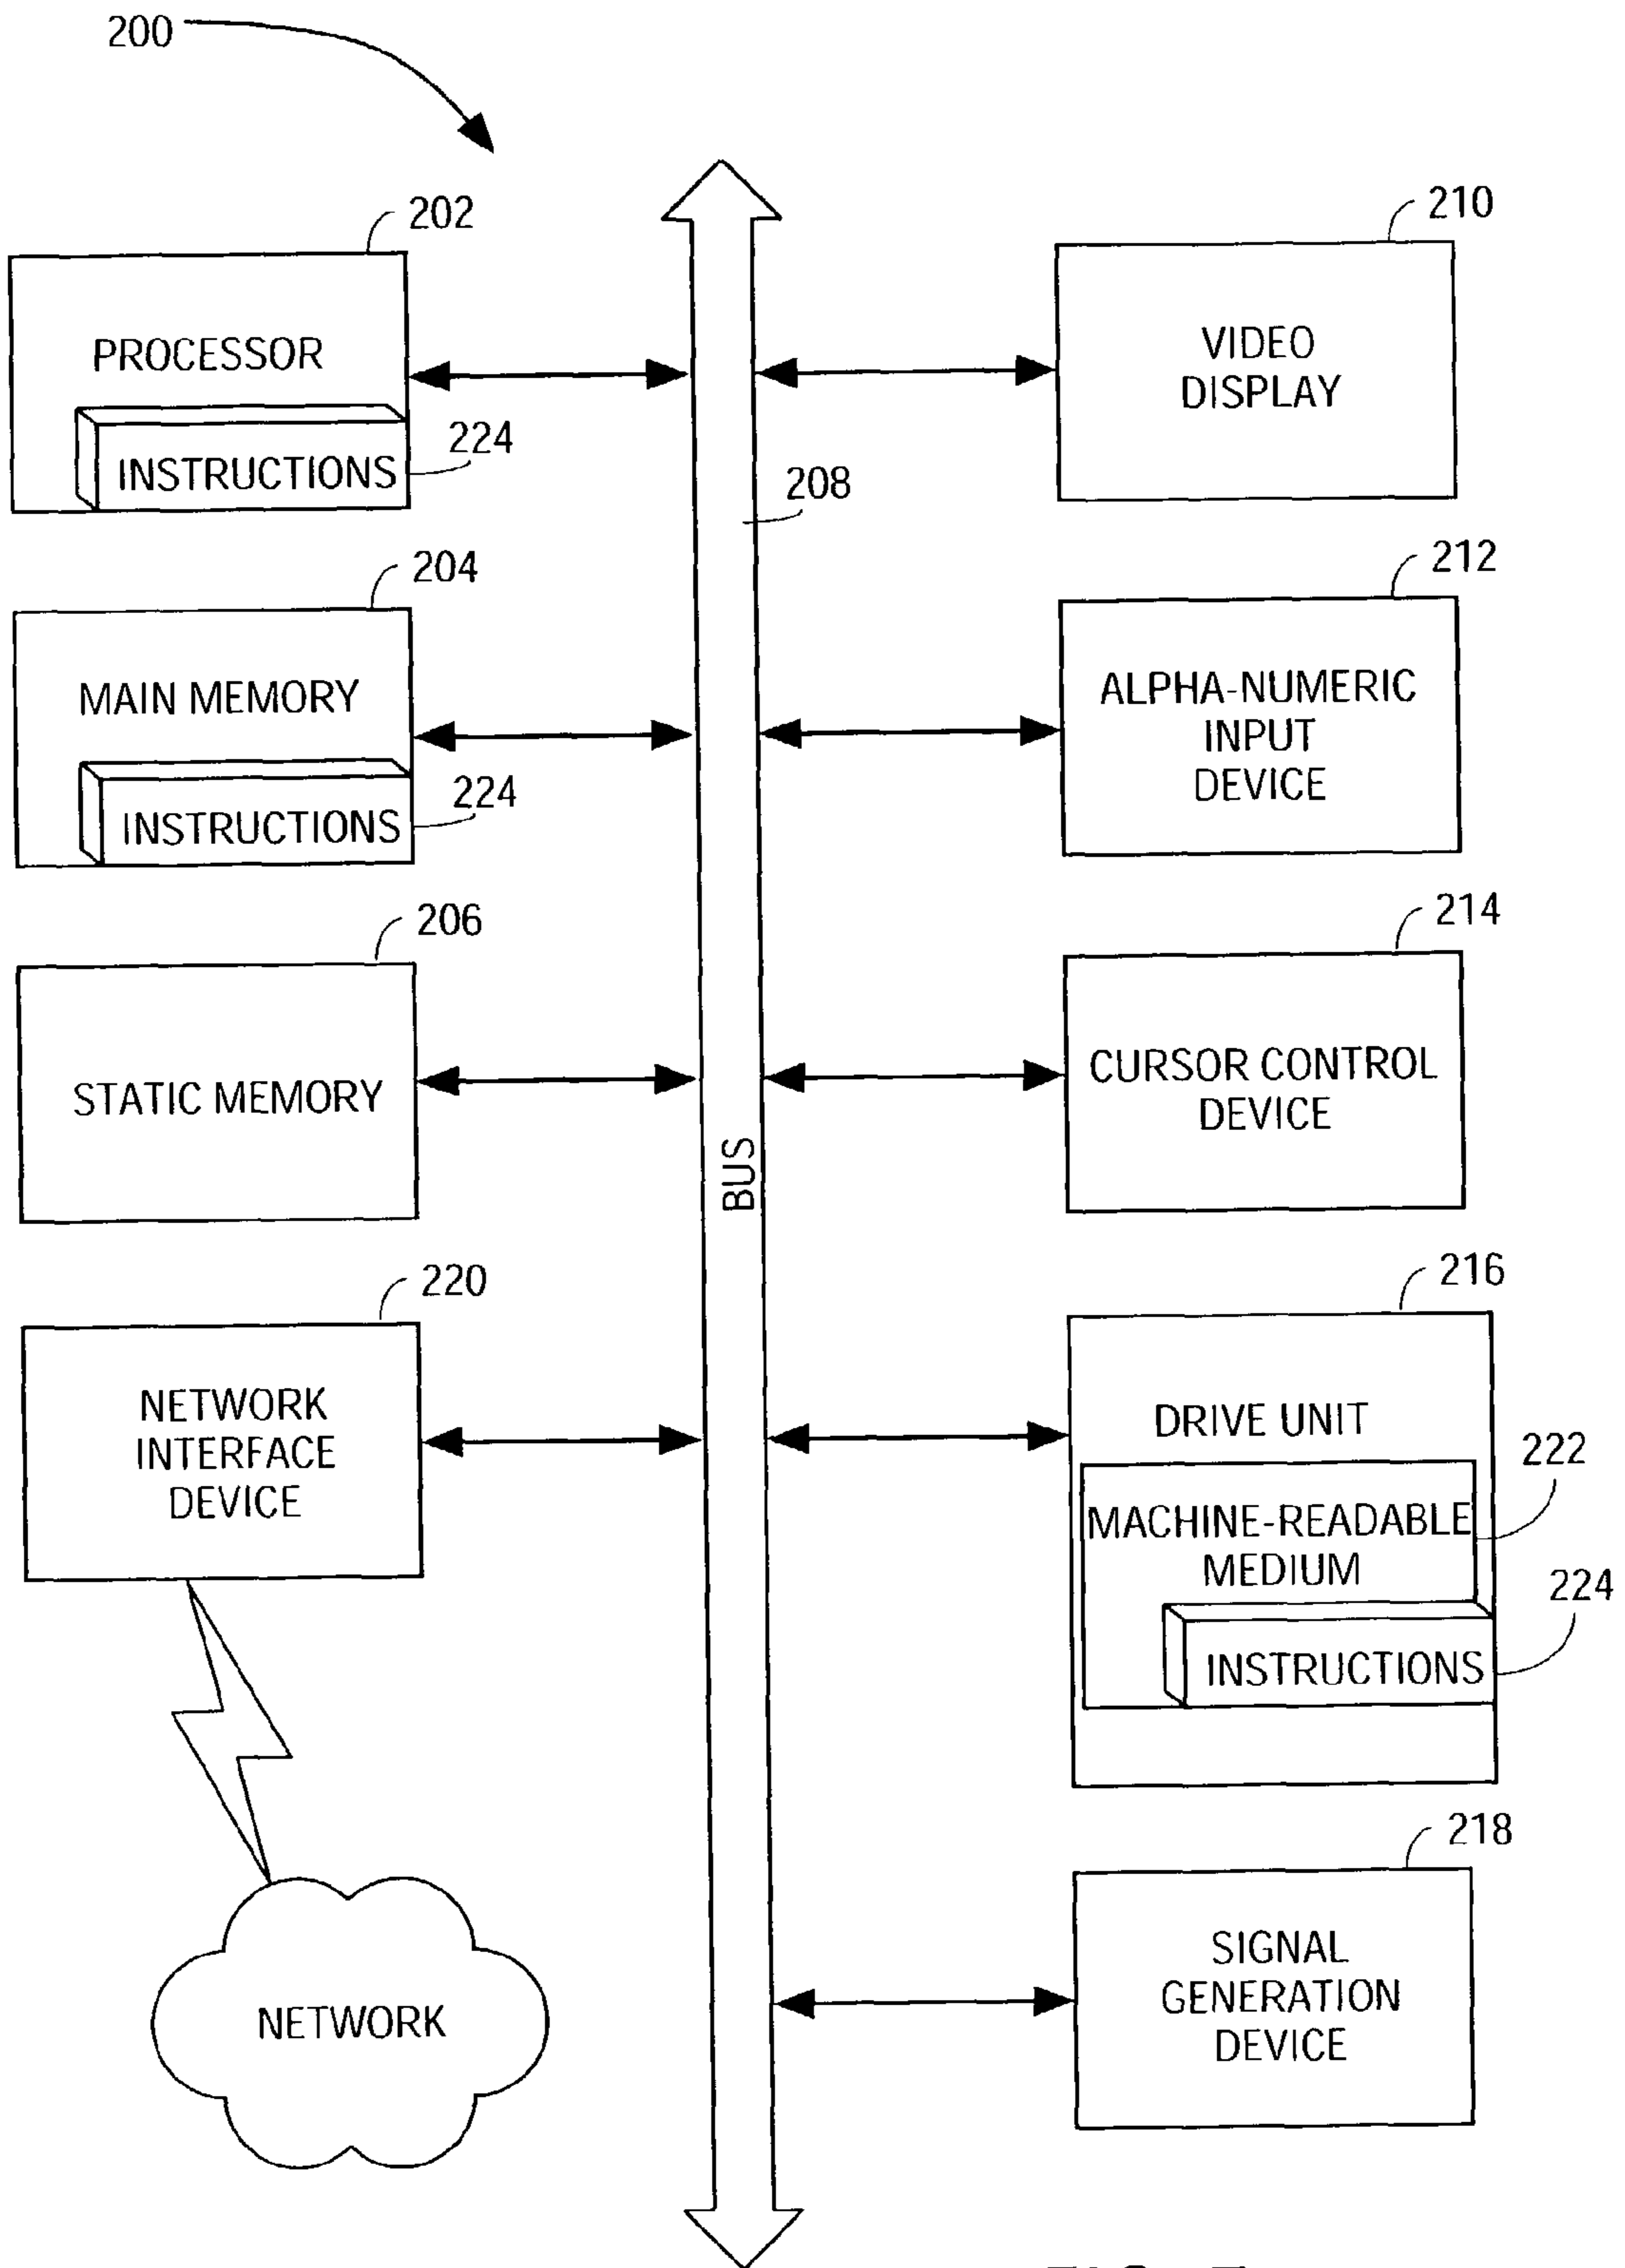 200
202
PROCESSOR
INSTRUCTIONS
224
204
MAIN MEMORY
INSTRUCTIONS
224
206
STATIC MEMORY
220
NETWORK
INTERFACE
DEVICE
NETWORK
208
BUS
210
VIDEO
DISPLAY
212
ALPHA-NUMERIC
INPUT
DEVICE
214
CURSOR CONTROL
DEVICE
216
DRIVE UNIT
222
MACHINE-READABLE
MEDIUM
224
INSTRUCTIONS
218
SIGNAL
GENERATION
DEVICE